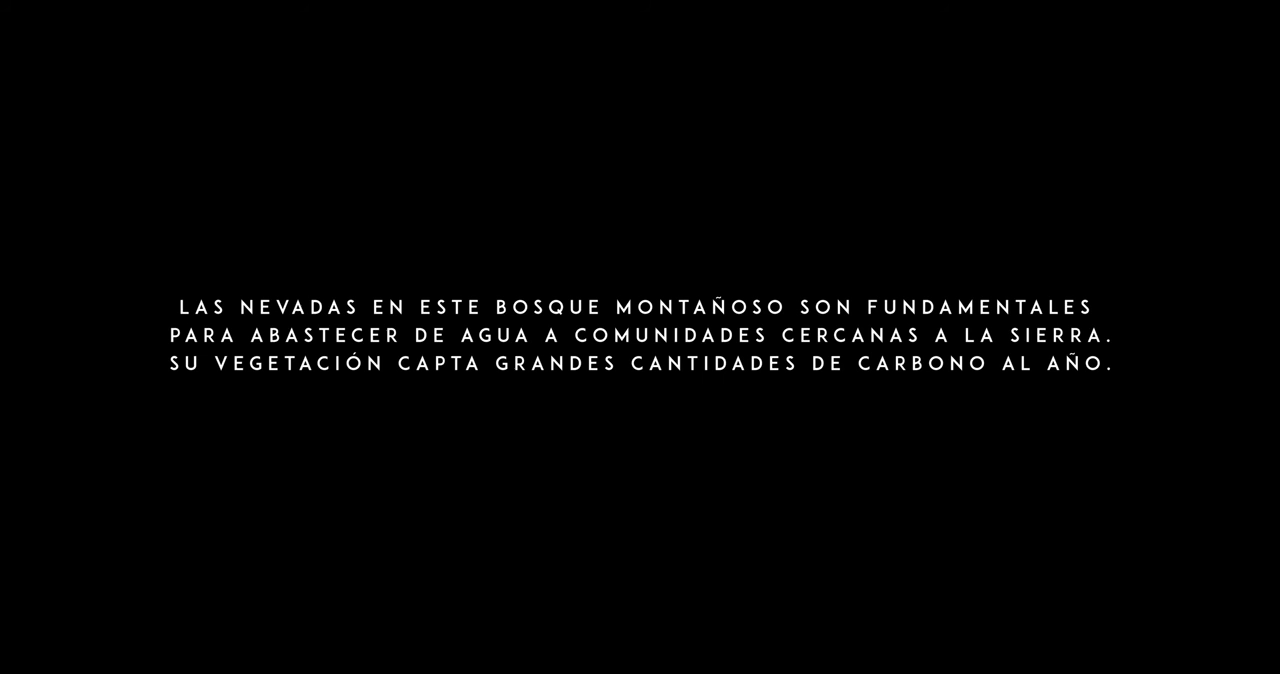 LAS NEVADAS EN ESTE BOSQUE MONTAÑOSO SON FUNDAMENTALES
PARA ABASTECER DE AGUA A COMUNIDADES CERCANAS A LA SIERRA.
SU VEGETACIÓN CAPTA GRANDES CANTIDADES DE CARBONO AL AÑO.